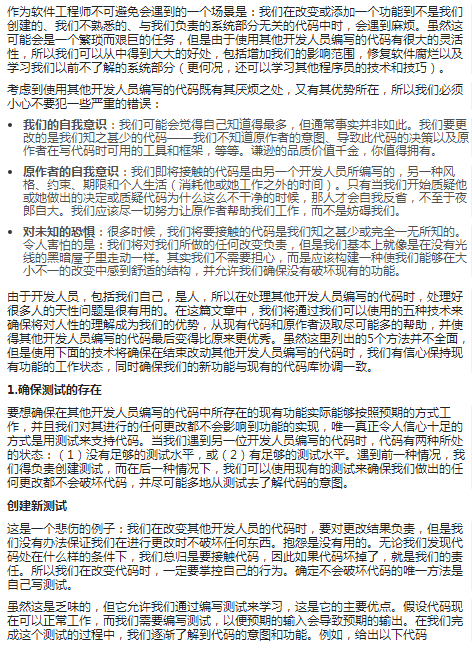 作为软件工程师不可避免会遇到的一个场景是：我们在改变或添加一个功能到不是我们
创建的、我们不熟悉的、与我们负责的系统部分无关的代码中时，会遇到麻烦。虽然这
可能会是一个繁琐而艰巨的任务，但是由于使用其他开发人员编写的代码有很大的灵活
性，所以我们可以从中得到大大的好处，包括增加我们的影响范围，修复软件腐烂以及
学习我们以前不了解的系统部分（更何况，还可以学习其他程序员的技术和技巧）。
考虑到使用其他开发人员编写的代码既有其厌烦之处，又有其优势所在，所以我们必须
小心不要犯一些严重的错误：
• 我们的自我意识：我们可能会觉得自己知道得最多，但通常事实并非如此。我们要更
改的是我们知之甚少的代码——我们不知道原作者的意图、导致此代码的决策以及原
作者在写代码时可用的工具和框架，等等。谦逊的品质价值千金，你值得拥有。
• 原作者的自我意识：我们即将接触的代码是由另一个开发人员所编写的，另一种风
格、约束、期限和个人生活（消耗他或她工作之外的时间）。只有当我们开始质疑他
或她做出的决定或质疑代码为什么这么不干净的时候，那人才会自我反省，不至于夜
郎自大。我们应该尽一切努力让原作者帮助我们工作，而不是妨碍我们。
• 对未知的恐惧：很多时候，我们将要接触的代码是我们知之甚少或完全一无所知的。
令人害怕的是：我们将对我们所做的任何改变负责，但是我们基本上就像是在没有光
线的黑暗屋子里走动一样。其实我们不需要担心，而是应该构建一种使我们能够在大
小不一的改变中感到舒适的结构，并允许我们确保没有破坏现有的功能。
由于开发人员，包括我们自己，是人，所以在处理其他开发人员编写的代码时，处理好
很多人的天性问题是很有用的。在这篇文章中，我们将通过我们可以使用的五种技术来
确保将对人性的理解成为我们的优势，从现有代码和原作者汲取尽可能多的帮助，并使
得其他开发人员编写的代码最后变得比原来更优秀。虽然这里列出的5个方法并不全面，
但是使用下面的技术将确保在结束改动其他开发人员编写的代码时，我们有信心保持现
有功能的工作状态，同时确保我们的新功能与现有的代码库协调一致。
1.确保测试的存在
要想确保在其他开发人员编写的代码中所存在的现有功能实际能够按照预期的方式工
作，并且我们对其进行的任何更改都不会影响到功能的实现，唯一真正令人信心十足的
方式是用测试来支持代码。当我们遇到另一位开发人员编写的代码时，代码有两种所处
的状态：（1）没有足够的测试水平，或（2）有足够的测试水平。遇到前一种情况，我
们得负责创建测试，而在后一种情况下，我们可以使用现有的测试来确保我们做出的任
何更改都不会破坏代码，并尽可能多地从测试去了解代码的意图。
创建新测试
这是一个悲伤的例子：我们在改变其他开发人员的代码时，要对更改结果负责，但是我
们没有办法保证我们在进行更改时不破坏任何东西。抱怨是没有用的。无论我们发现代
码处在什么样的条件下，我们总归是要接触代码，因此如果代码坏掉了，就是我们的责
任。所以我们在改变代码时，一定要掌控自己的行为。确定不会破坏代码的唯一方法是
自己写测试。
虽然这是乏味的，但它允许我们通过编写测试来学习，这是它的主要优点。假设代码现
在可以正常工作，而我们需要编写测试，以便预期的输入会导致预期的输出。在我们完
成这个测试的过程中，我们逐渐了解到代码的意图和功能。例如，给出以下代码